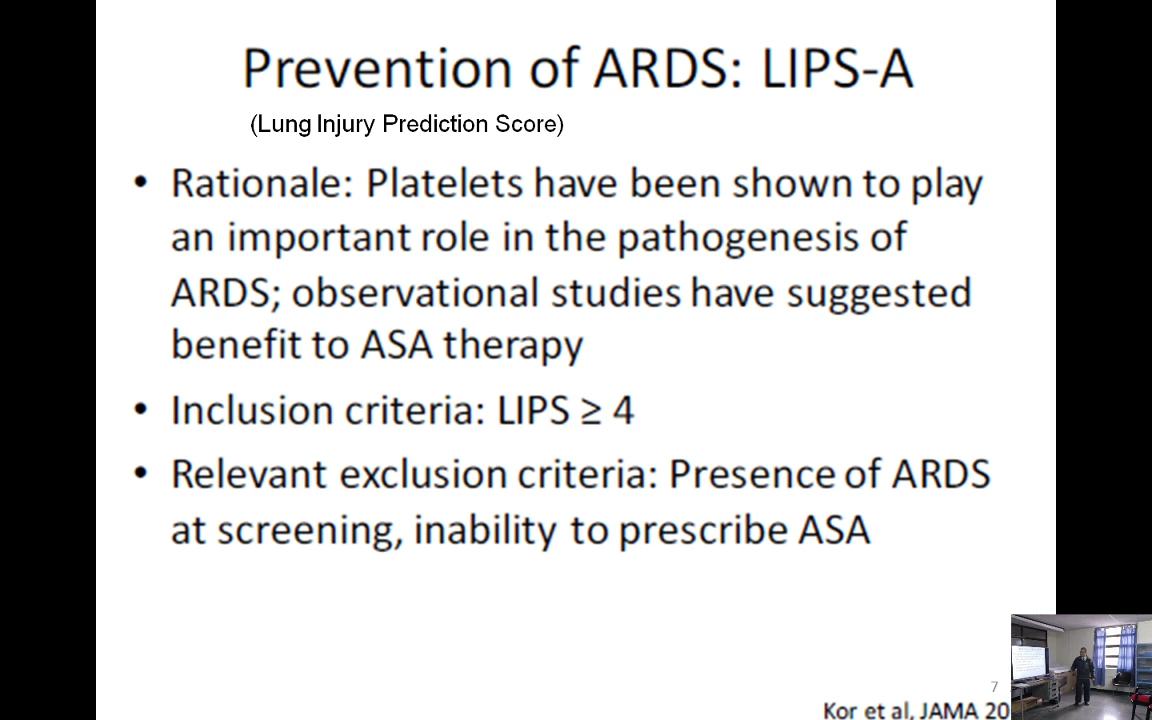 Prevention of ARDS: LIPS-A
(Lung Injury Prediction Score)
• Rationale: Platelets have been shown to play
an important role in the pathogenesis of
ARDS; observational studies have suggested
benefit to ASA therapy
• Inclusion criteria: LIPS ≥ 4
• Relevant exclusion criteria: Presence of ARDS
at screening, inability to prescribe ASA
7
Kor et al, JAMA 20